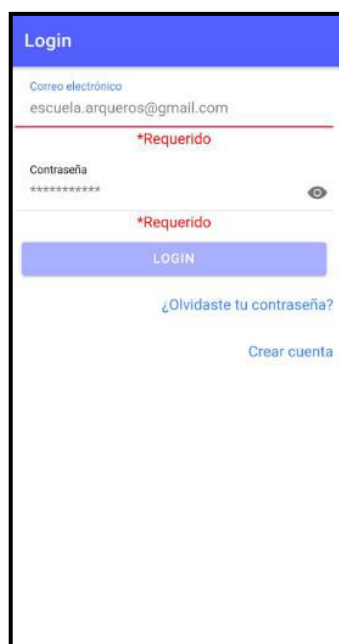 Login
Correo electrónico
escuela.arqueros@gmail.com
*Requerido
Contraseña
***********
*Requerido
LOGIN
¿Olvidaste tu contraseña?
Crear cuenta